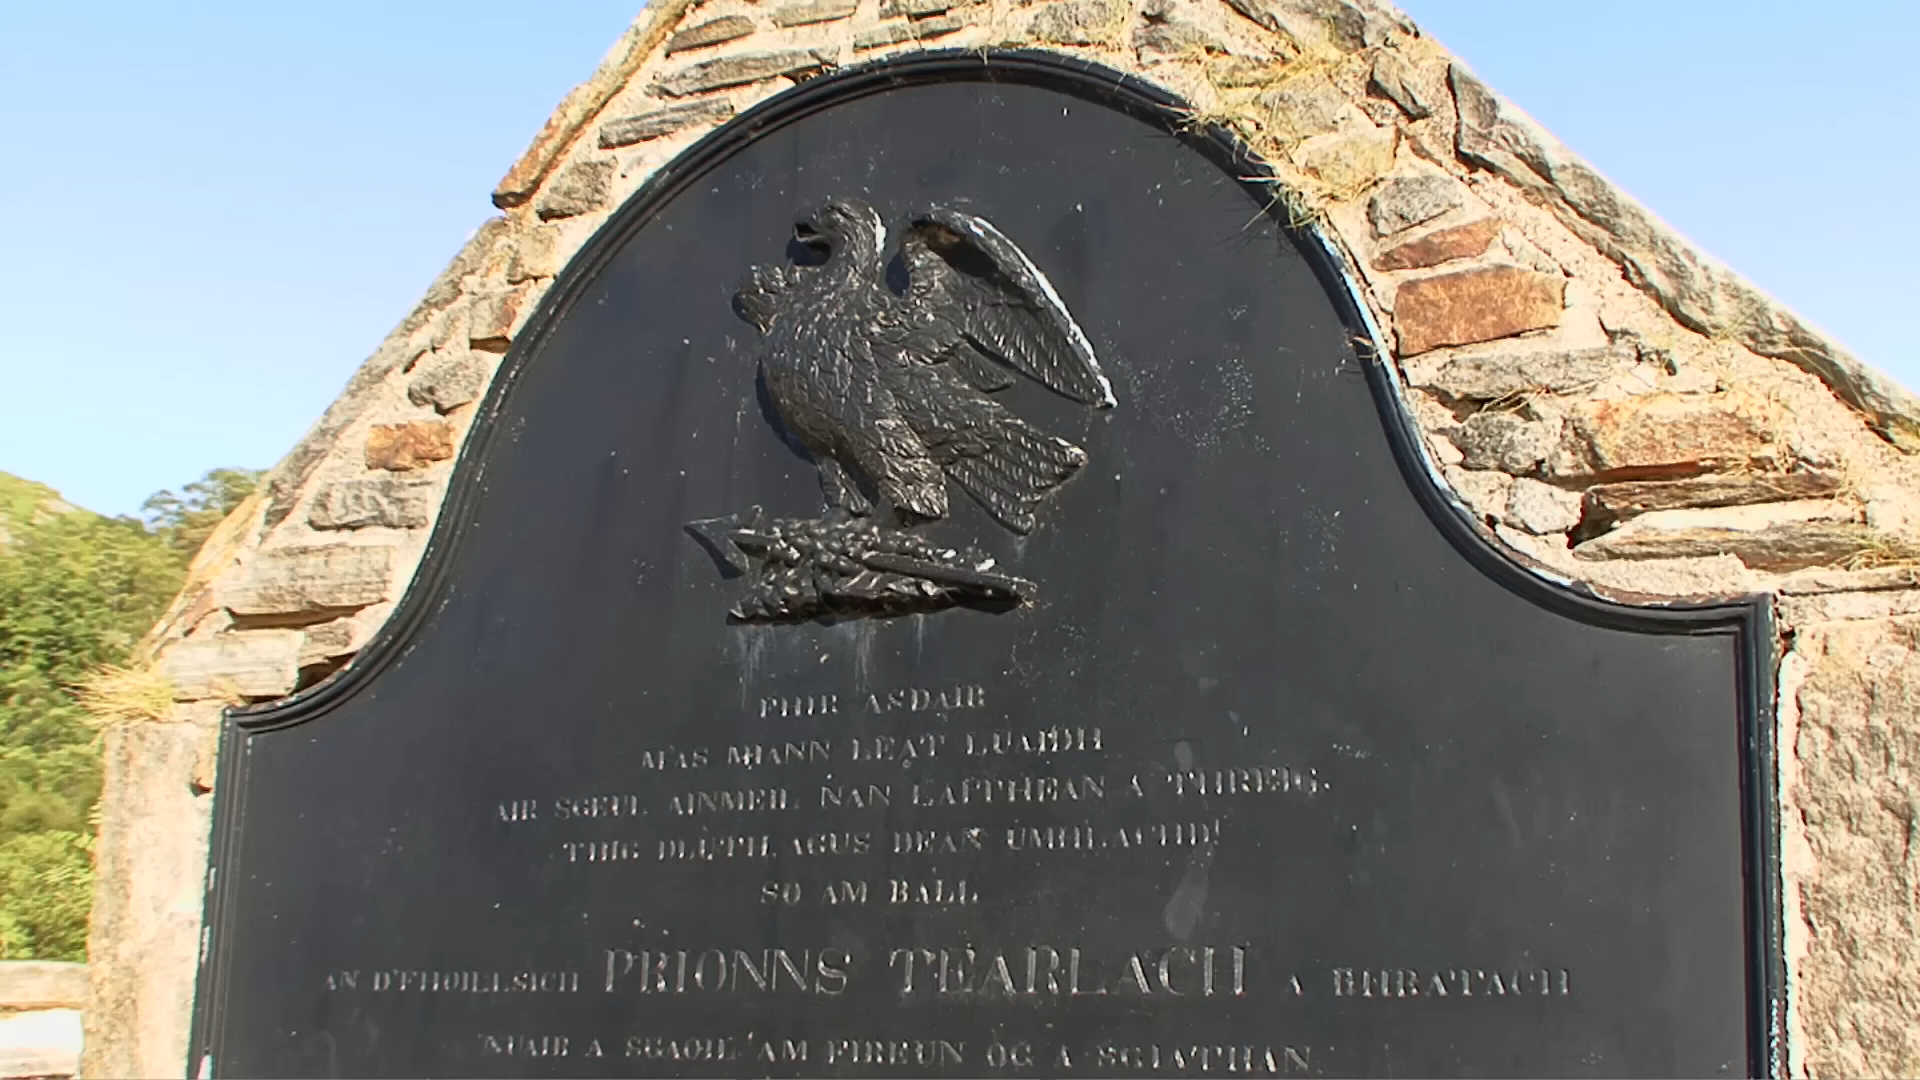 FHIR ASDAIR
MAS MIANN LEAT LUAIDH
AIR SGEUL AINMEIL NAN LAITHEAN A THREIG,
THIG DLUTH, AGUS DEAN UMHLACHD!
SO AM BALL
AN D'FHOILLSICH PRIONNS TEARLACH A BHRATACH
'NUAIR A SGAOIL 'AM FIREUN OG A SGIATHAN,